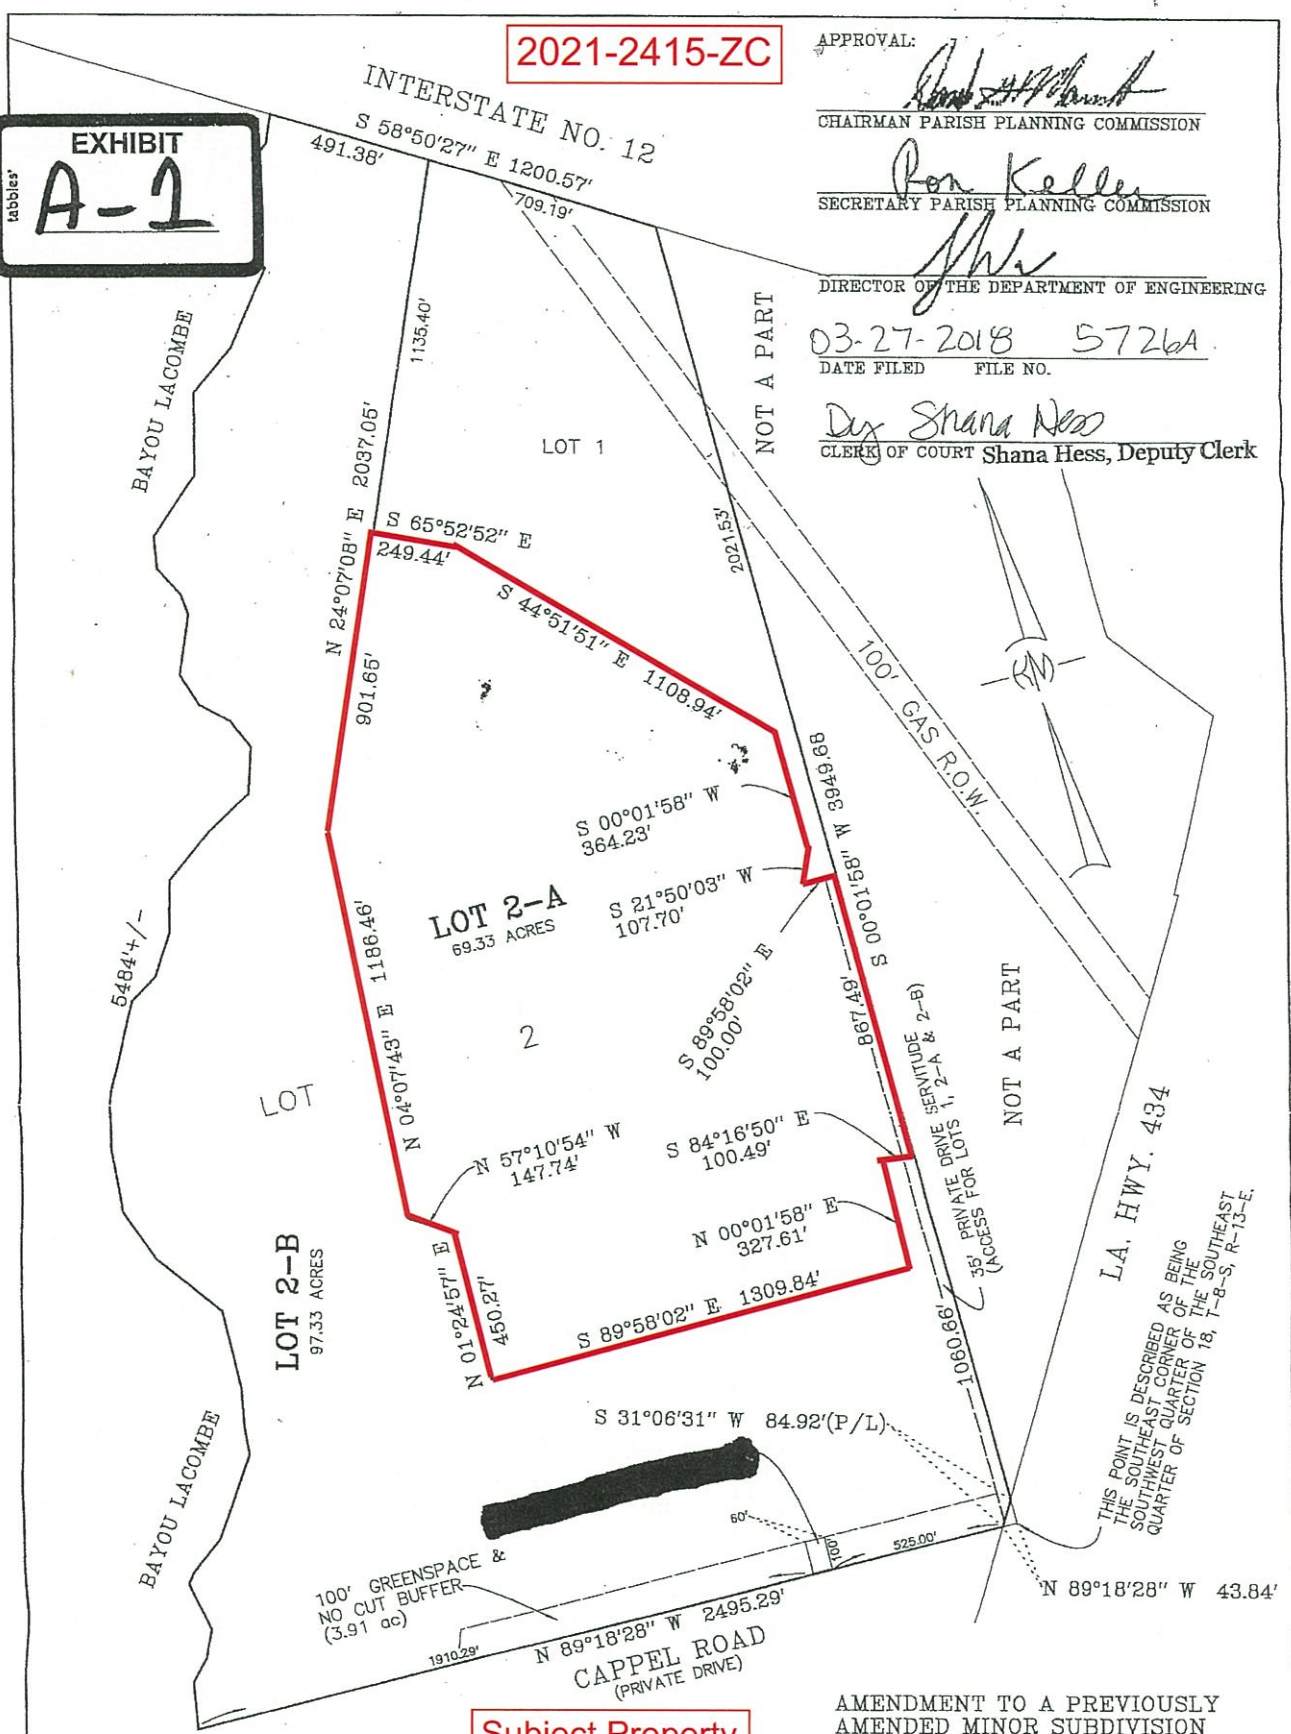 2021-2415-ZC
APPROVAL:
CHAIRMAN PARISH PLANNING COMMISSION
Ron Keller
SECRETARY PARISH PLANNING COMMISSION
DIRECTOR OF THE DEPARTMENT OF ENGINEERING
03-27-2018 5726A
DATE FILED FILE NO.
Dy Shana Hess
CLERK OF COURT Shana Hess, Deputy Clerk
tabbies'
EXHIBIT
A-1
INTERSTATE NO. 12
S 58°50'27" E 1200.57'
491.38'
709.19'
BAYOU LACOMBE
1135.40'
N 24°07'08" E 2037.05'
LOT 1
NOT A PART
2021.53'
S 65°52'52" E
249.44'
S 44°51'51" E 1108.94'
901.65'
100' GAS R.O.W.
KM
S 00°01'58" W
364.23'
S 00°01'58" W 3949.68
S 21°50'03" W
107.70'
LOT 2-A
69.33 ACRES
S 89°58'02" E
100.00'
867.49'
5484'+/-
N 04°07'43" E 1186.46'
LOT
2
NOT A PART
35' PRIVATE DRIVE SERVITUDE
(ACCESS FOR LOTS 1, 2-A & 2-B)
LA. HWY. 434
N 57°10'54" W
147.74'
S 84°16'50" E
100.49'
N 00°01'58" E
327.61'
LOT 2-B
97.33 ACRES
N 01°24'57" E
450.27'
S 89°58'02" E 1309.84'
1060.66'
THIS POINT IS DESCRIBED AS BEING
THE SOUTHEAST CORNER OF THE
SOUTHWEST QUARTER OF THE SOUTHEAST
QUARTER OF SECTION 18, T-8-S, R-13-E.
S 31°06'31" W 84.92'(P/L)
BAYOU LACOMBE
60'
100'
525.00'
100' GREENSPACE &
NO CUT BUFFER
(3.91 ac)
N 89°18'28" W 43.84'
1910.29'
N 89°18'28" W 2495.29'
CAPPEL ROAD
(PRIVATE DRIVE)
Subject Property
AMENDMENT TO A PREVIOUSLY
AMENDED MINOR SUBDIVISION